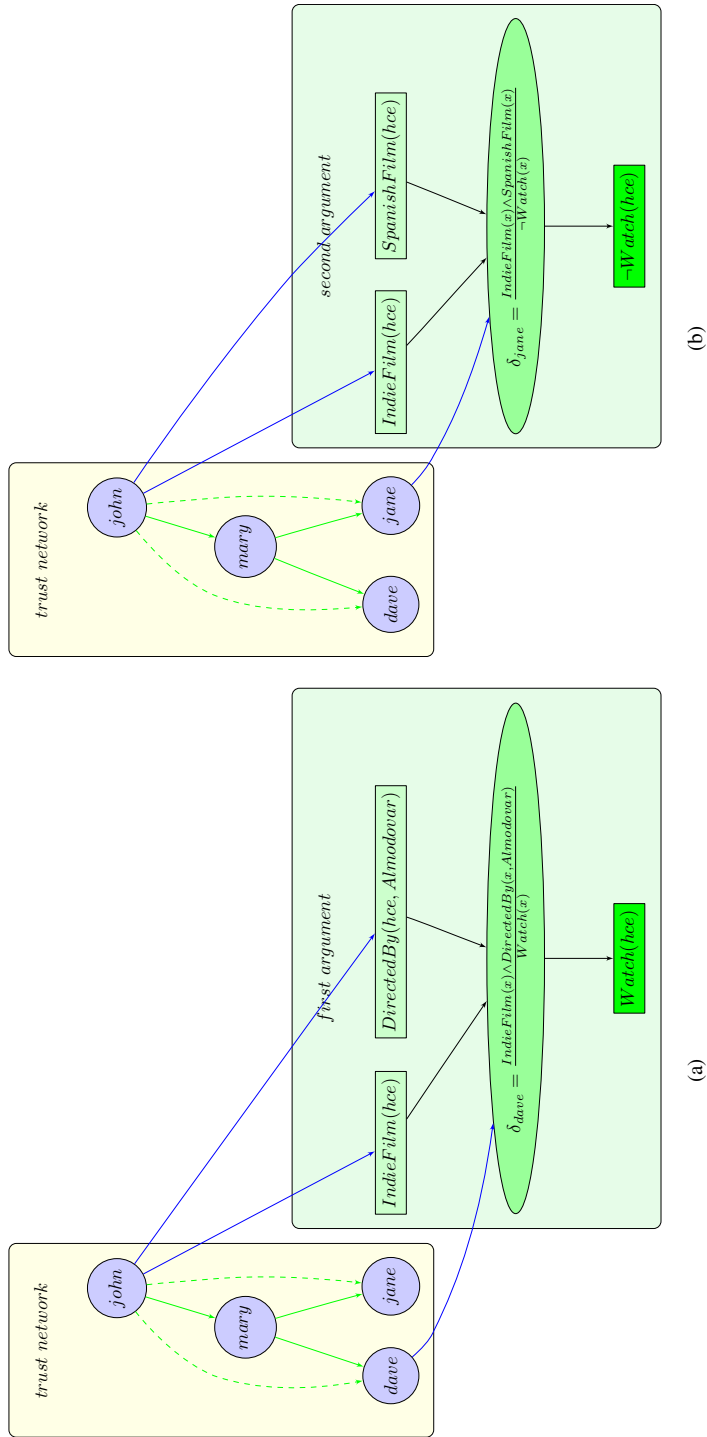 trust network
john
mary
dave
jane
first argument
IndieFilm(hce)
DirectedBy(hce, Almodovar)
δ_dave = IndieFilm(x)∧DirectedBy(x,Almodovar)
Watch(x)
Watch(hce)
(a)
trust network
john
mary
dave
jane
second argument
IndieFilm(hce)
SpanishFilm(hce)
δ_jane = IndieFilm(x)∧SpanishFilm(x)
¬Watch(x)
¬Watch(hce)
(b)